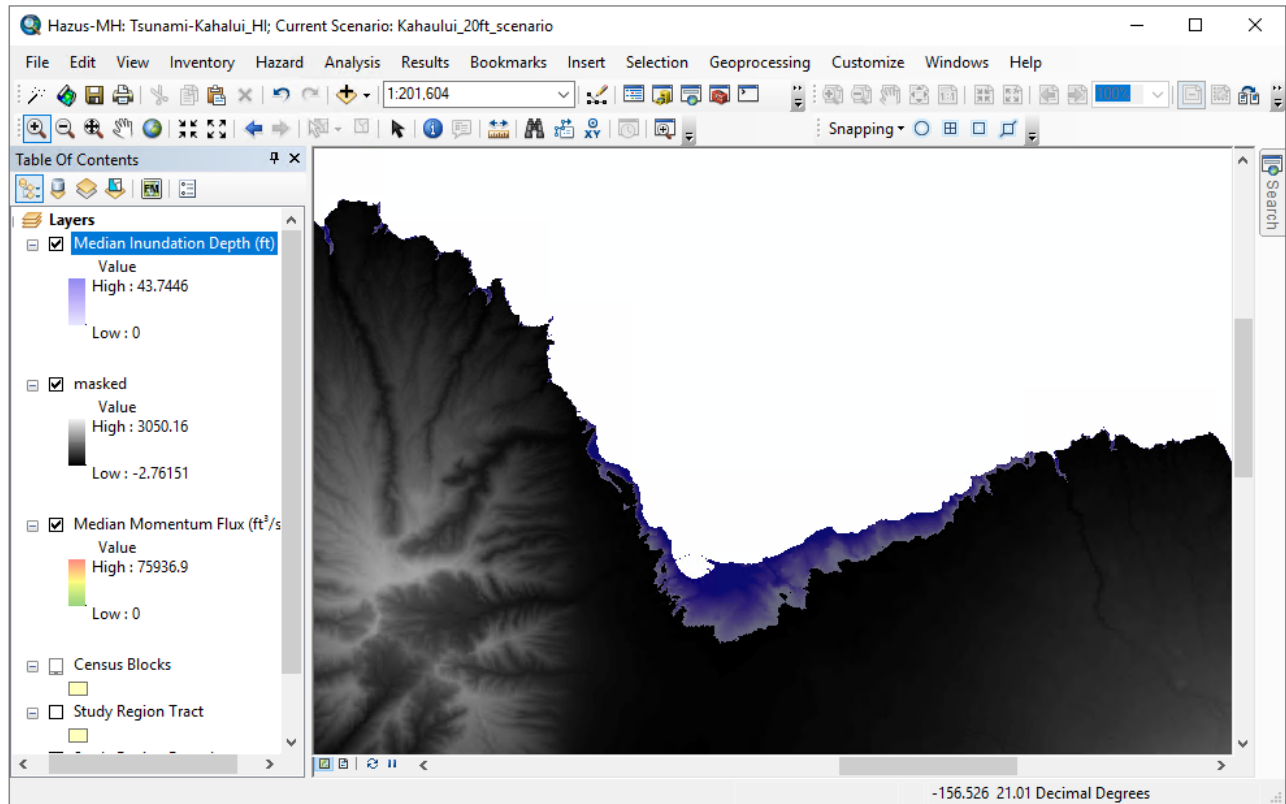 Hazus-MH: Tsunami-Kahalui_HI; Current Scenario: Kahaului_20ft_scenario
File Edit View Inventory Hazard Analysis Results Bookmarks Insert Selection Geoprocessing Customize Windows Help
1:201,604 100%
Snapping
Table Of Contents
Search
Layers
Median Inundation Depth (ft)
Value
High : 43.7446
Low : 0
masked
Value
High : 3050.16
Low : -2.76151
Median Momentum Flux (ft³/s
Value
High : 75936.9
Low : 0
Census Blocks
Study Region Tract
-156.526 21.01 Decimal Degrees